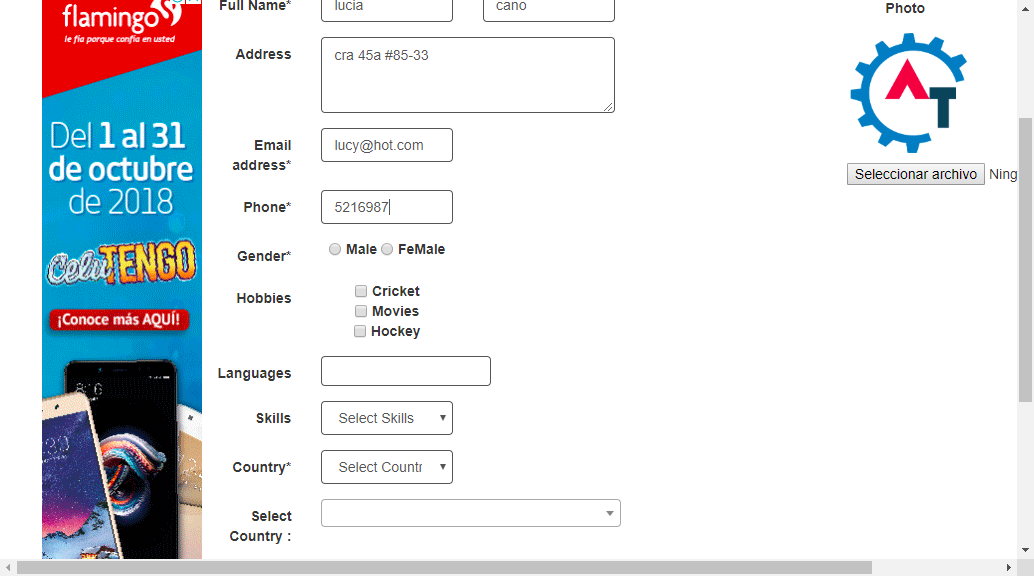 flamingo
le fía porque confía en usted
Del 1 al 31
de octubre
de 2018
CeluTENGO
¡Conoce más AQUÍ!
Full Name* lucia cano
Address cra 45a #85-33
Email address* lucy@hot.com
Phone* 5216987
Gender* Male FeMale
Hobbies Cricket
Movies
Hockey
Languages
Skills Select Skills
Country* Select Countr
Select
Country :
Photo
AT
Seleccionar archivo Ning